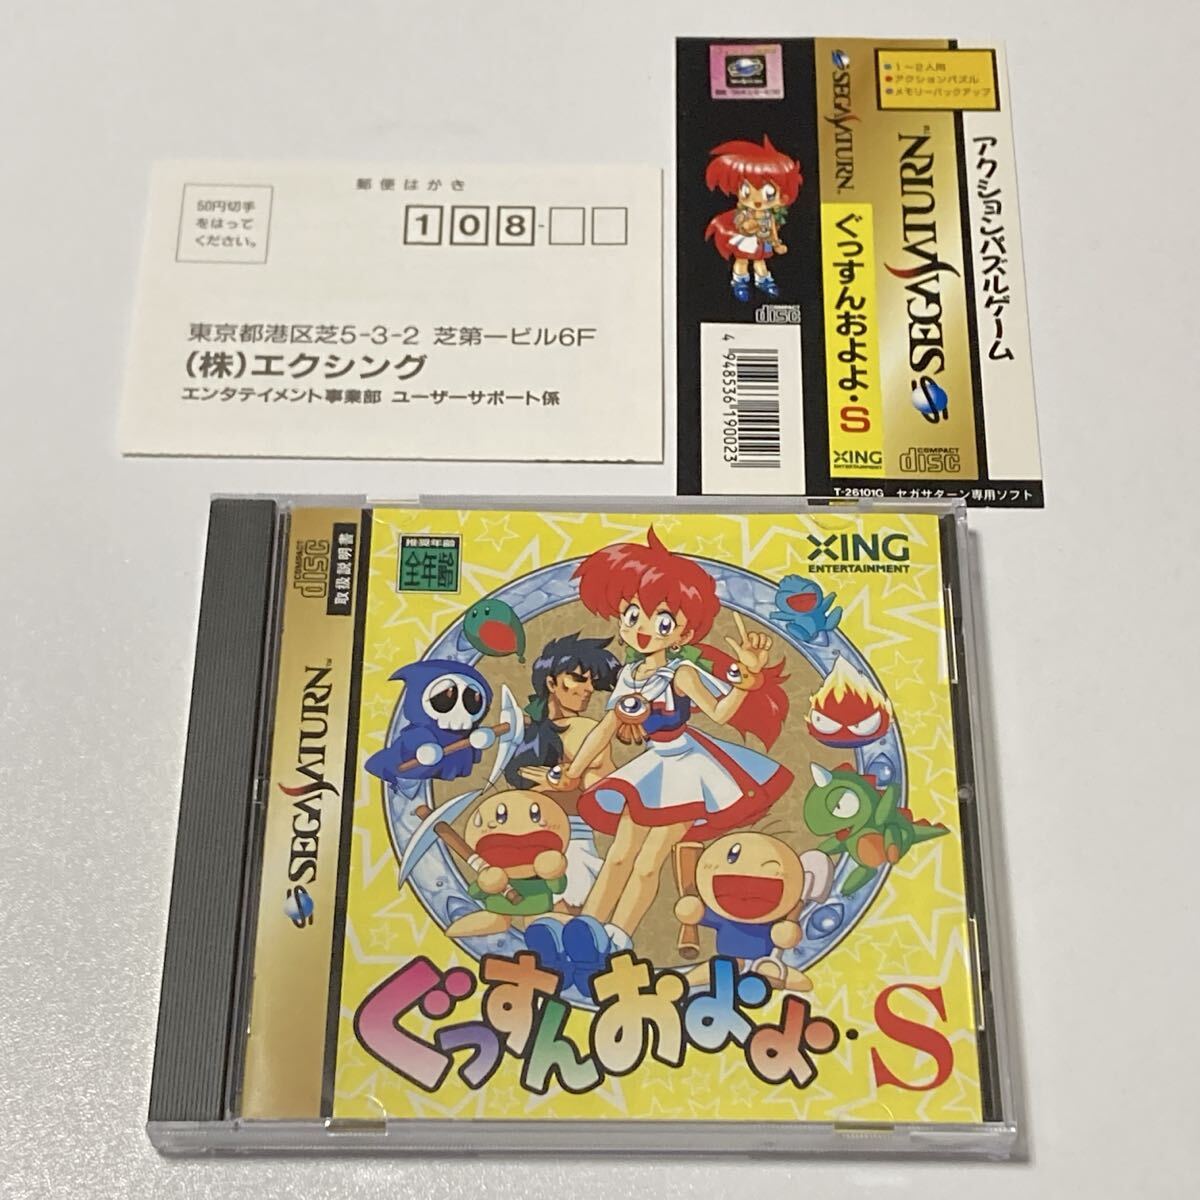 郵便はがき
50円切手
をはって
ください。
108-
東京都港区芝5-3-2 芝第一ビル6F
(株)エクシング
エンタテイメント事業部 ユーザーサポート係
1〜2人用
アクションパズル
メモリーバックアップ
アクションパズルゲーム
SEGA SATURN™
COMPACT disc
SEGA SATURN™
ぐっすんおよよ・S
XING
ENTERTAINMENT
disc
4 948536 190023
T-26101G セガサターン専用ソフト
COMPACT disc
取扱説明書
SEGA SATURN™
推奨年齢
全年齢
XING
ENTERTAINMENT
ぐっすんおよよ・S